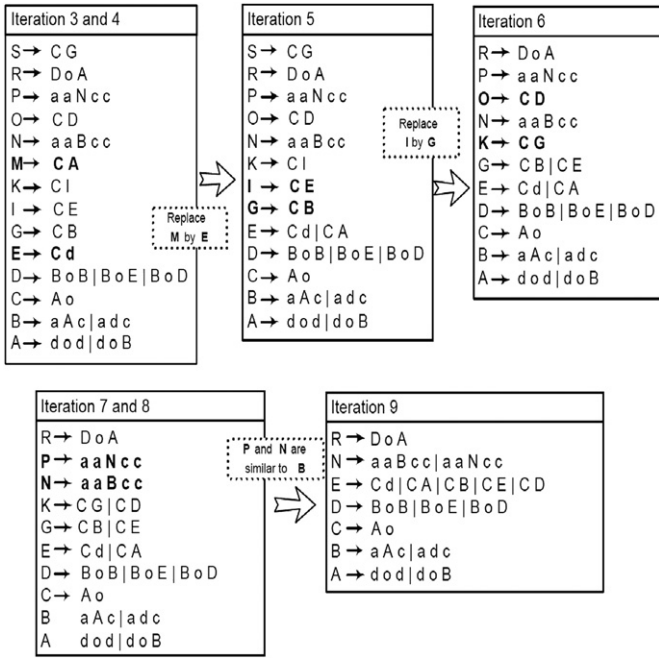 Iteration 3 and 4
S→ C G
R→ D o A
P→ a a N c c
O→ C D
N→ a a B c c
M→ C A
K→ C I
I → C E
G→ C B
E→ C d
D→ B o B | B o E | B o D
C→ A o
B→ a A c | a d c
A→ d o d | d o B
Replace
M by E
Iteration 5
S→ C G
R→ D o A
P→ a a N c c
O→ C D
N→ a a B c c
K→ C I
I → C E
G→ C B
E→ C d | C A
D→ B o B | B o E | B o D
C→ A o
B→ a A c | a d c
A→ d o d | d o B
Replace
I by G
Iteration 6
R→ D o A
P→ a a N c c
O→ C D
N→ a a B c c
K→ C G
G→ C B | C E
E→ C d | C A
D→ B o B | B o E | B o D
C→ A o
B→ a A c | a d c
A→ d o d | d o B
Iteration 7 and 8
R→ D o A
P→ a a N c c
N→ a a B c c
K→ C G | C D
G→ C B | C E
E→ C d | C A
D→ B o B | B o E | B o D
C→ A o
B a A c | a d c
A d o d | d o B
P and N are
similar to B
Iteration 9
R→ D o A
N→ a a B c c | a a N c c
E→ C d | C A | C B | C E | C D
D→ B o B | B o E | B o D
C→ A o
B→ a A c | a d c
A→ d o d | d o B